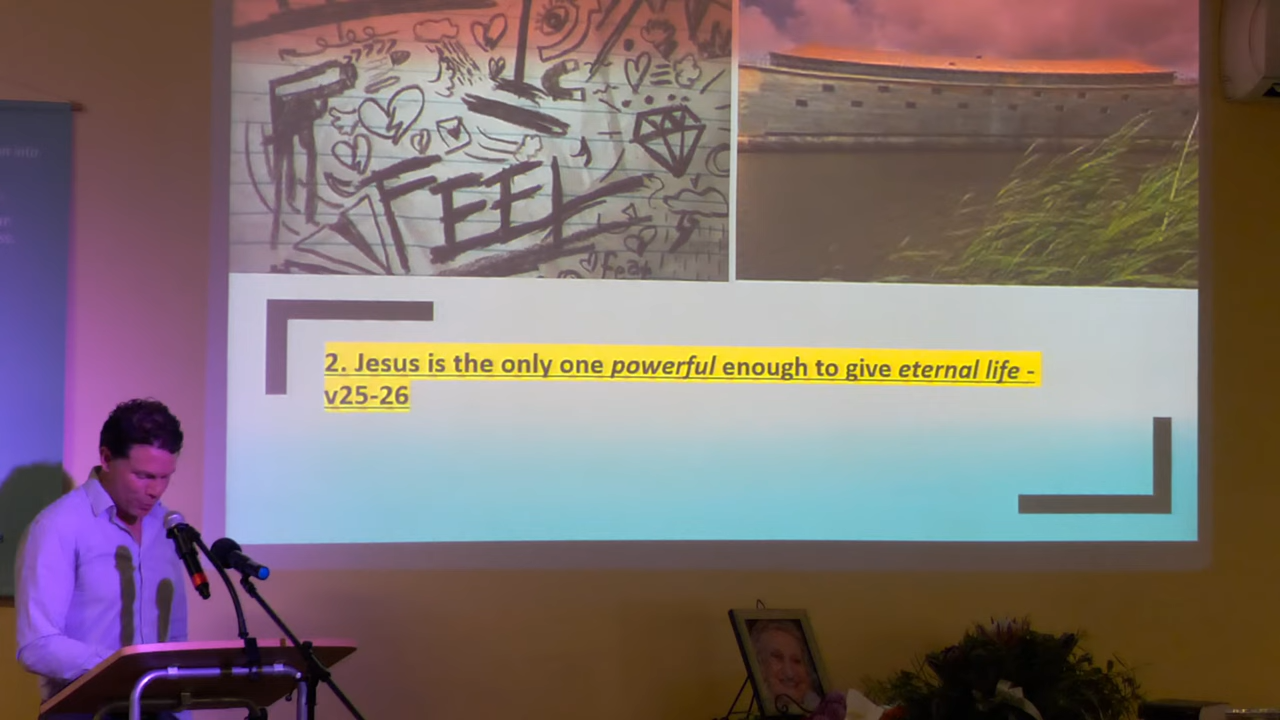 FEEL
2. Jesus is the only one powerful enough to give eternal life -
v25-26